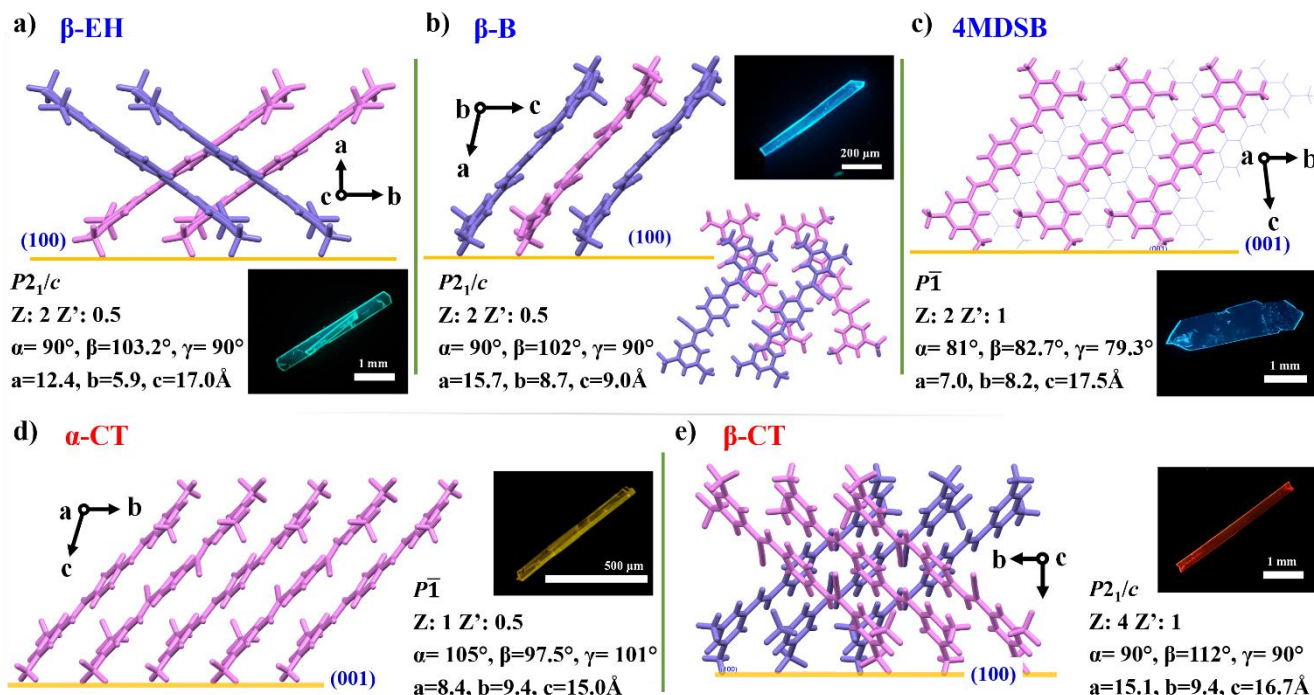 a) β-EH
a
c
b
(100)
P2₁/c
Z: 2 Z’: 0.5
α= 90°, β=103.2°, γ= 90°
a=12.4, b=5.9, c=17.0Å
1 mm
b) β-B
b
c
a
200 μm
(100)
P2₁/c
Z: 2 Z’: 0.5
α= 90°, β=102°, γ= 90°
a=15.7, b=8.7, c=9.0Å
c) 4MDSB
a
b
c
(001)
(001)
P1̅
Z: 2 Z’: 1
α= 81°, β=82.7°, γ= 79.3°
a=7.0, b=8.2, c=17.5Å
1 mm
d) α-CT
a
b
c
500 μm
(001)
P1̅
Z: 1 Z’: 0.5
α= 105°, β=97.5°, γ= 101°
a=8.4, b=9.4, c=15.0Å
e) β-CT
b
c
1 mm
(100)
(100)
P2₁/c
Z: 4 Z’: 1
α= 90°, β=112°, γ= 90°
a=15.1, b=9.4, c=16.7Å